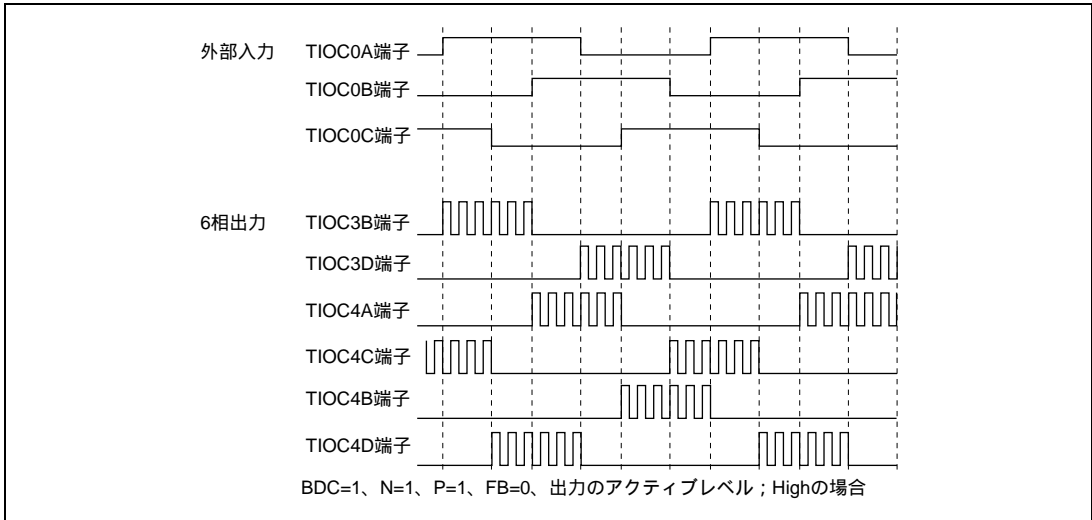 外部入力 TIOC0A端子
TIOC0B端子
TIOC0C端子
6相出力 TIOC3B端子
TIOC3D端子
TIOC4A端子
TIOC4C端子
TIOC4B端子
TIOC4D端子
BDC=1、N=1、P=1、FB=0、出力のアクティブレベル；Highの場合